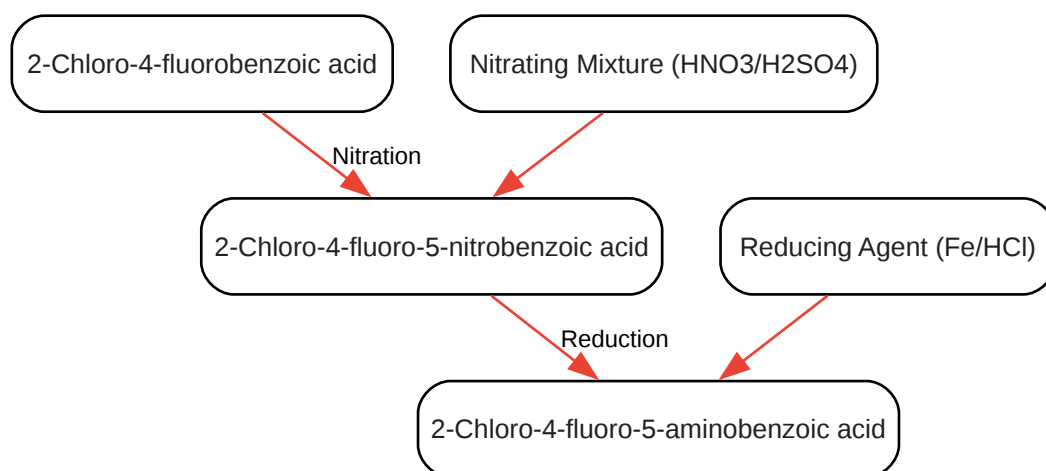 2-Chloro-4-fluorobenzoic acid
Nitrating Mixture (HNO3/H2SO4)
Nitration
2-Chloro-4-fluoro-5-nitrobenzoic acid
Reducing Agent (Fe/HCl)
Reduction
2-Chloro-4-fluoro-5-aminobenzoic acid